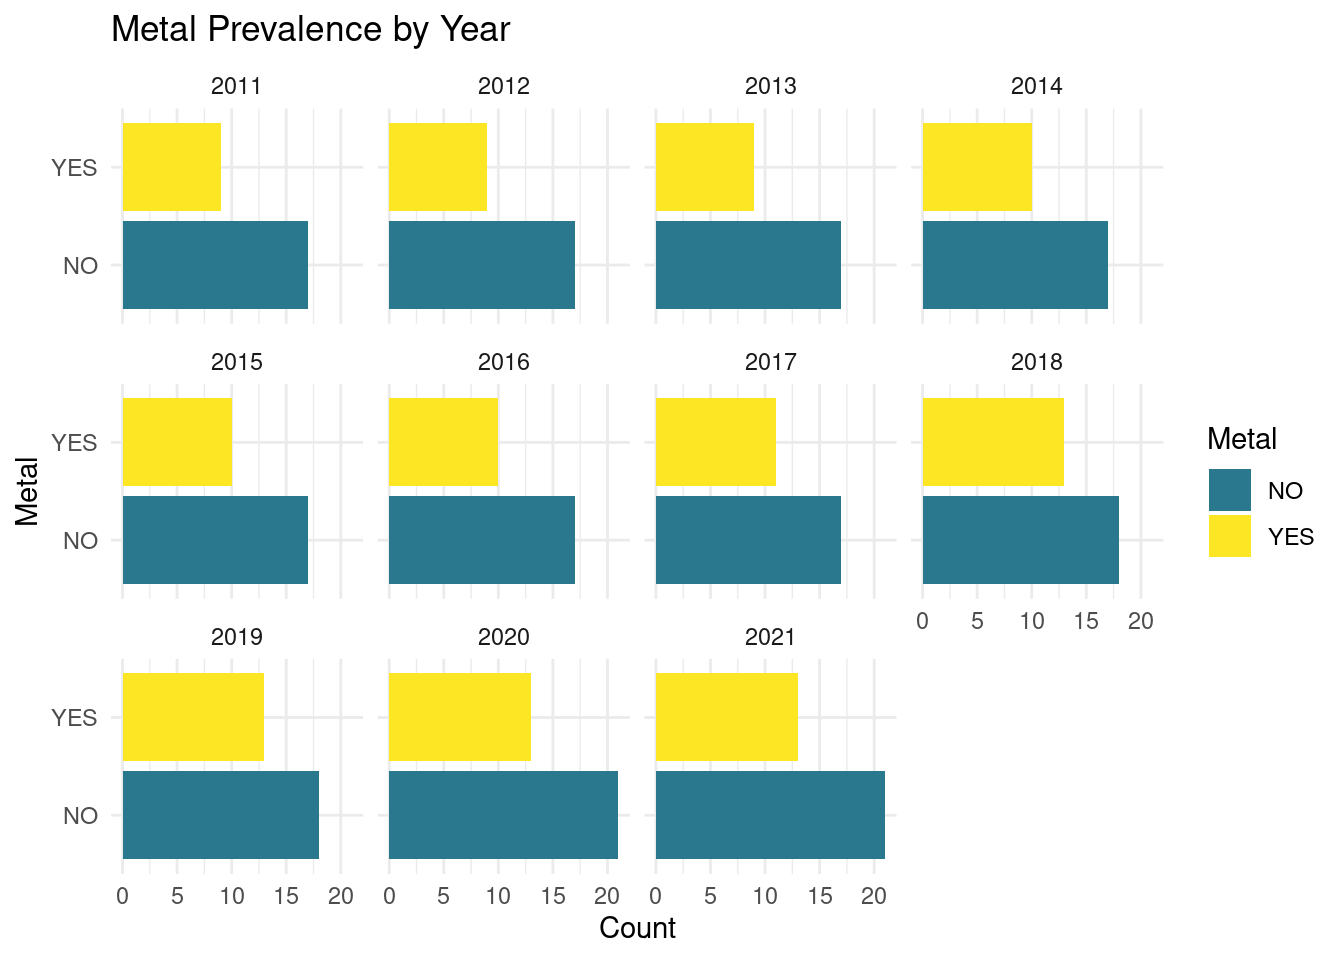 Metal Prevalence by Year
2011
2012
2013
2014
YES
NO
2015
2016
2017
2018
YES
NO
0 5 10 15 20
2019
2020
2021
YES
NO
0 5 10 15 20
0 5 10 15 20
0 5 10 15 20
Count
Metal
Metal
NO
YES